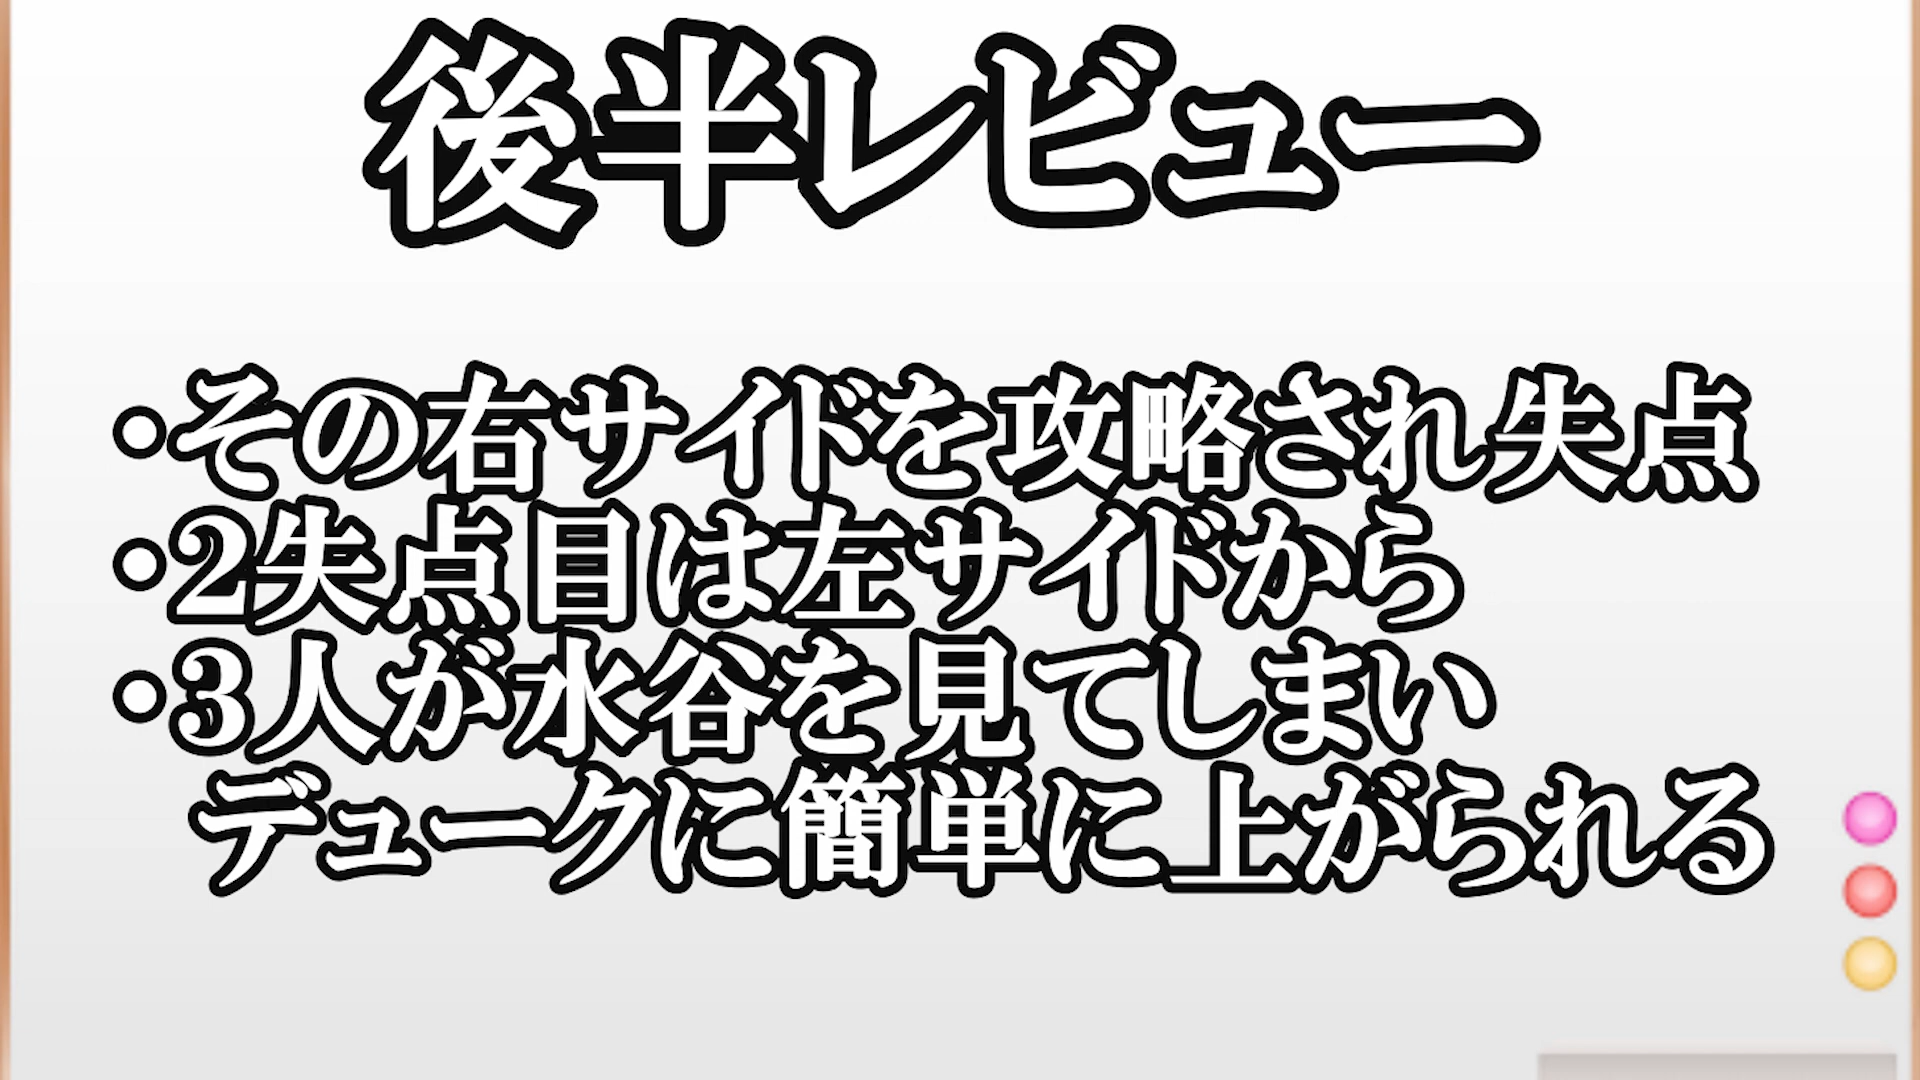 後半レビュー
・その右サイドを攻略され失点
・2失点目は左サイドから
・3人が水谷を見てしまい
デュークに簡単に上がられる